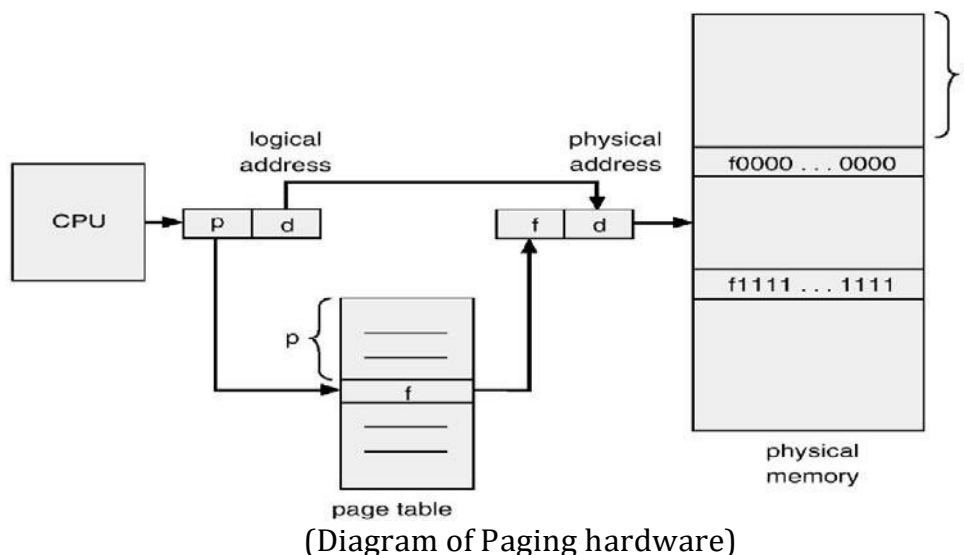 logical
address
physical
address
CPU
p
d
f
d
f0000 . . . 0000
f1111 . . . 1111
p
f
page table
physical
memory
(Diagram of Paging hardware)